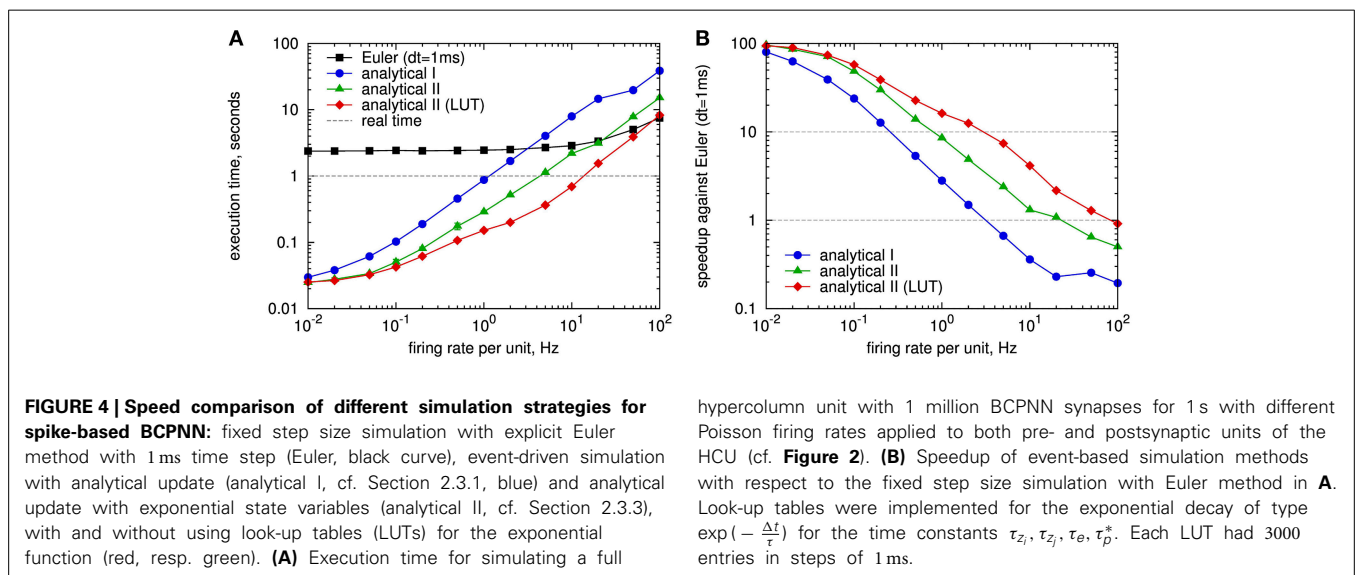 A
execution time, seconds
100
10
1
0.1
0.01
Euler (dt=1ms)
analytical I
analytical II
analytical II (LUT)
real time
10⁻² 10⁻¹ 10⁰ 10¹ 10²
firing rate per unit, Hz
B
speedup against Euler (dt=1ms)
100
10
1
0.1
analytical I
analytical II
analytical II (LUT)
10⁻² 10⁻¹ 10⁰ 10¹ 10²
firing rate per unit, Hz
FIGURE 4 | Speed comparison of different simulation strategies for
spike-based BCPNN: fixed step size simulation with explicit Euler
method with 1 ms time step (Euler, black curve), event-driven simulation
with analytical update (analytical I, cf. Section 2.3.1, blue) and analytical
update with exponential state variables (analytical II, cf. Section 2.3.3),
with and without using look-up tables (LUTs) for the exponential
function (red, resp. green). (A) Execution time for simulating a full
hypercolumn unit with 1 million BCPNN synapses for 1 s with different
Poisson firing rates applied to both pre- and postsynaptic units of the
HCU (cf. Figure 2). (B) Speedup of event-based simulation methods
with respect to the fixed step size simulation with Euler method in A.
Look-up tables were implemented for the exponential decay of type
exp(− Δt/τ) for the time constants τ_{z_i}, τ_{z_j}, τ_e, τ_p^*. Each LUT had 3000
entries in steps of 1 ms.